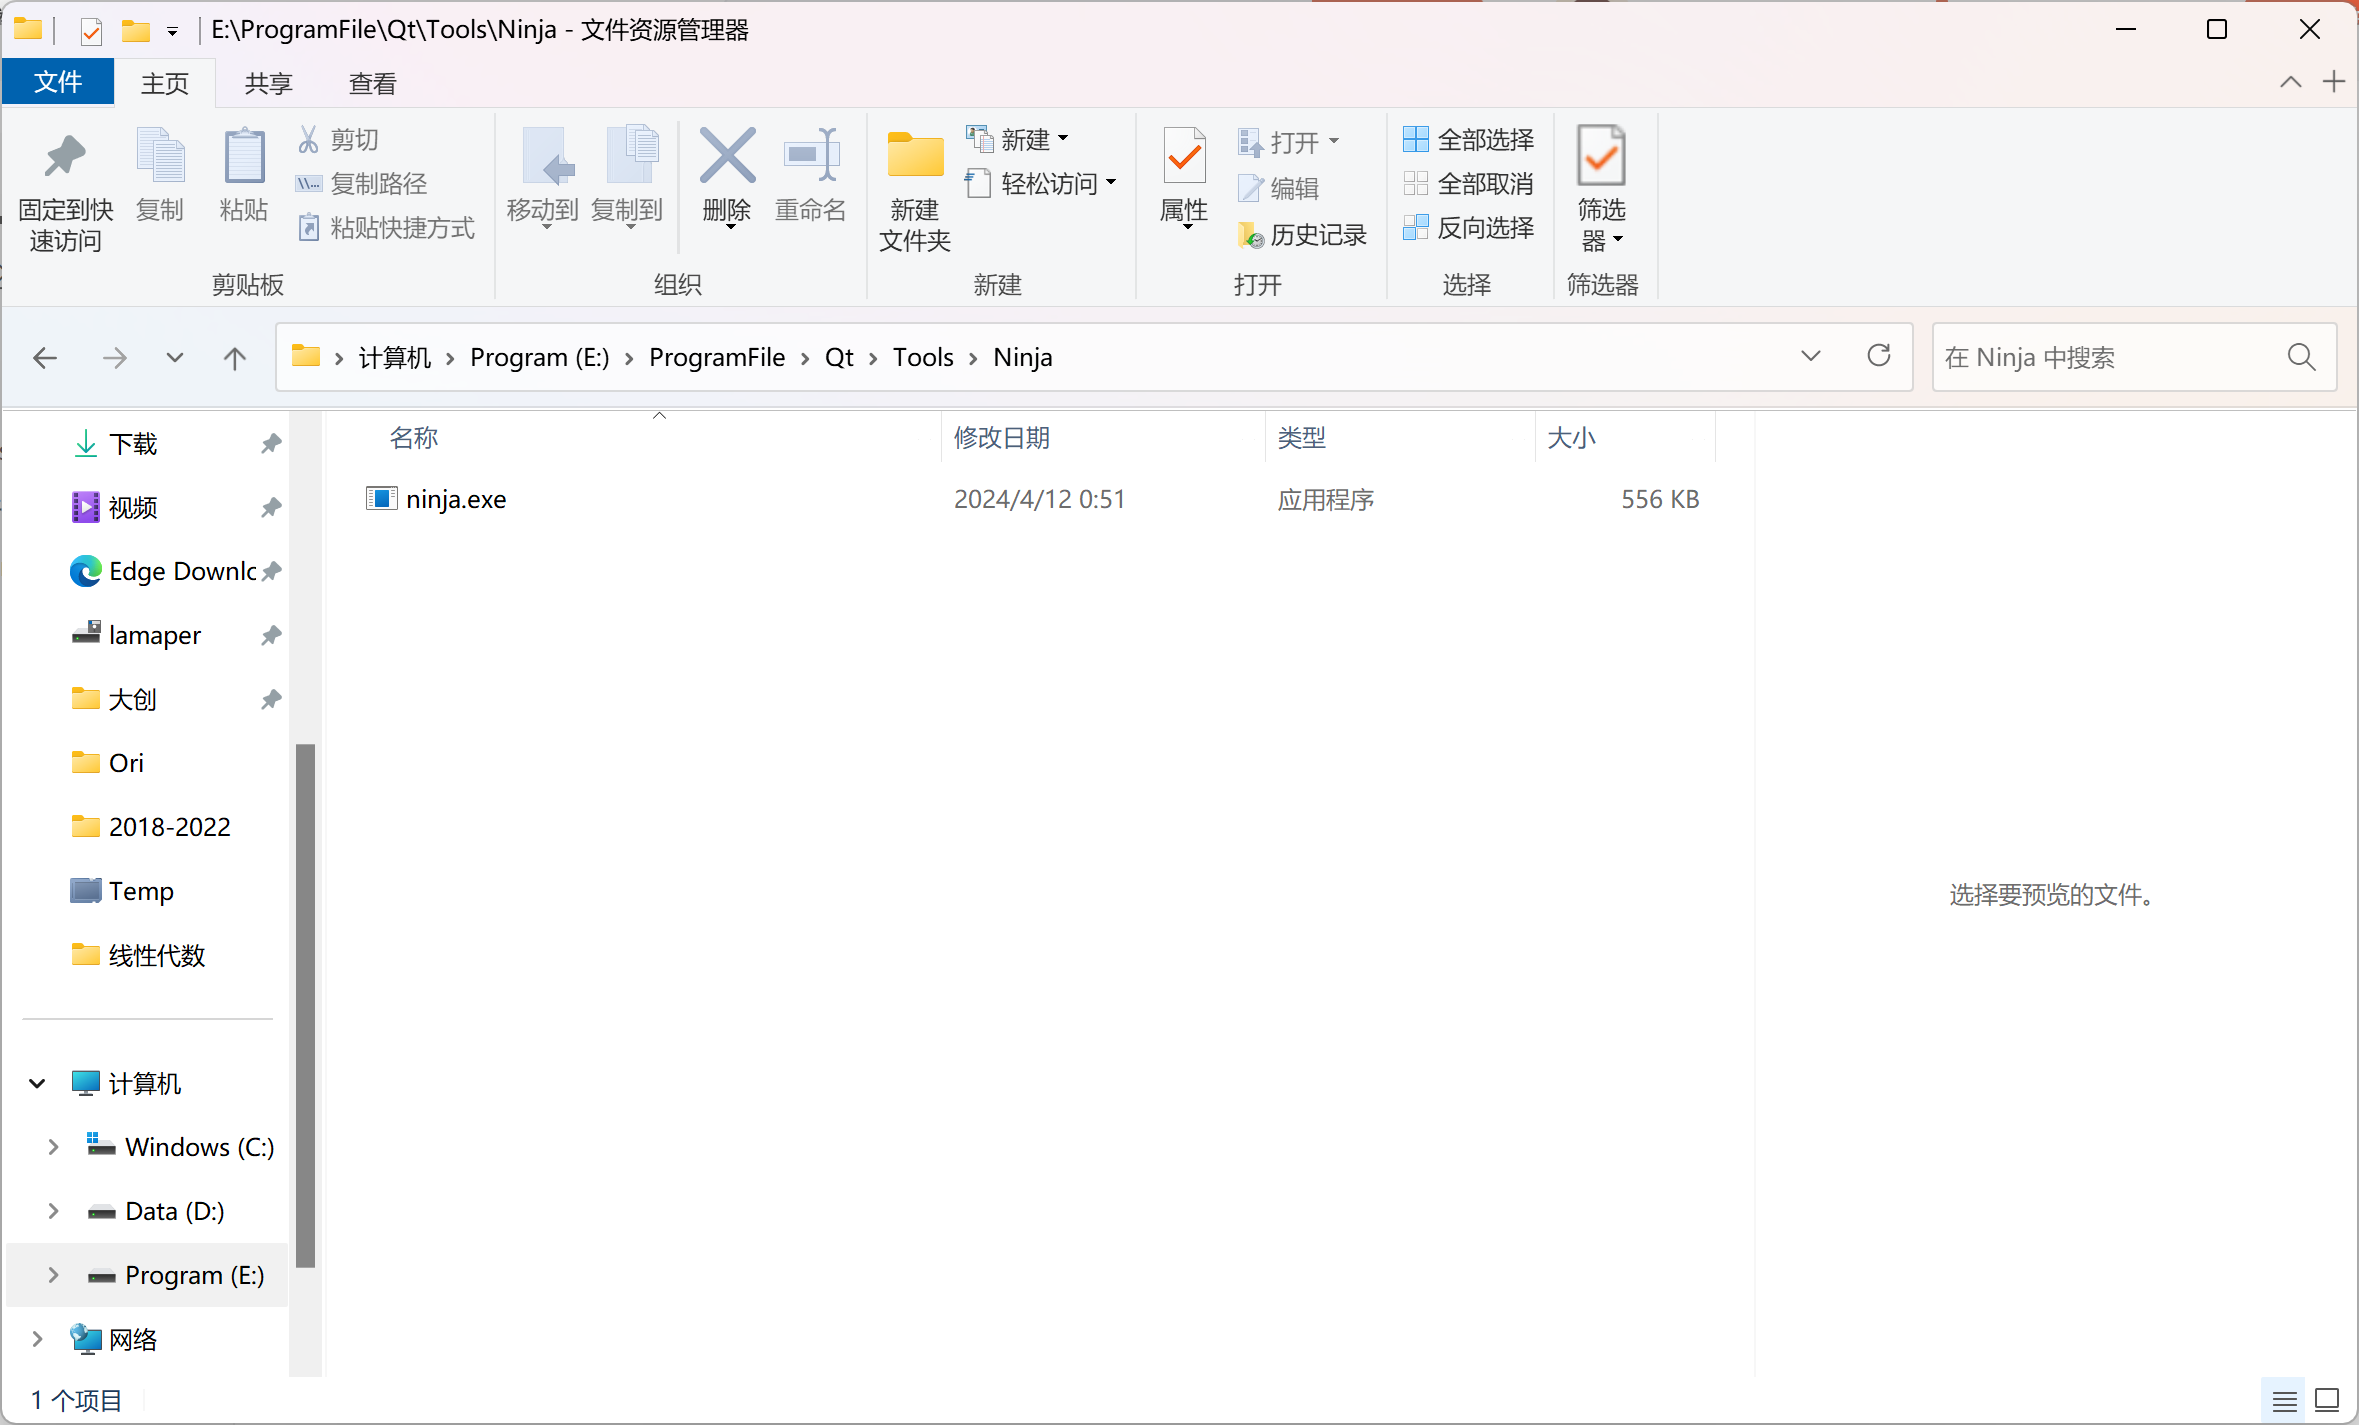 E:\ProgramFile\Qt\Tools\Ninja - 文件资源管理器
文件 主页 共享 查看
固定到快
速访问
复制
粘贴
剪切
复制路径
粘贴快捷方式
剪贴板
移动到
复制到
删除
重命名
组织
新建
文件夹
新建
轻松访问
新建
属性
打开
编辑
历史记录
打开
全部选择
全部取消
反向选择
选择
筛选
器
筛选器
计算机 Program (E:) ProgramFile Qt Tools Ninja
在 Ninja 中搜索
下载
视频
Edge Downlc
lamaper
大创
Ori
2018-2022
Temp
线性代数
计算机
Windows (C:)
Data (D:)
Program (E:)
网络
名称 修改日期 类型 大小
ninja.exe 2024/4/12 0:51 应用程序 556 KB
选择要预览的文件。
1 个项目